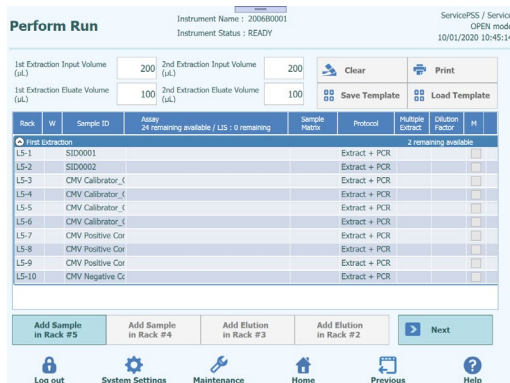 Perform Run
Instrument Name : 2006B0001
Instrument Status : READY
ServicePSS / Service
OPEN mode
10/01/2020 10:45:14
1st Extraction Input Volume (µL)
200
2nd Extraction Input Volume (µL)
200
Clear
Print
1st Extraction Eluate Volume (µL)
100
2nd Extraction Eluate Volume (µL)
100
Save Template
Load Template
Rack W Sample ID Assay 24 remaining available / LIS : 0 remaining Sample Matrix Protocol Multiple Extract Dilution Factor M
First Extraction 2 remaining available
L5-1 SID0001 Extract + PCR
L5-2 SID0002 Extract + PCR
L5-3 CMV Calibrator_( Extract + PCR
L5-4 CMV Calibrator_( Extract + PCR
L5-5 CMV Calibrator_( Extract + PCR
L5-6 CMV Calibrator_( Extract + PCR
L5-7 CMV Positive Cor Extract + PCR
L5-8 CMV Positive Cor Extract + PCR
L5-9 CMV Positive Cor Extract + PCR
L5-10 CMV Negative Cc Extract + PCR
Add Sample in Rack #5
Add Sample in Rack #4
Add Elution in Rack #3
Add Elution in Rack #2
Next
Log out
System Settings
Maintenance
Home
Previous
Help